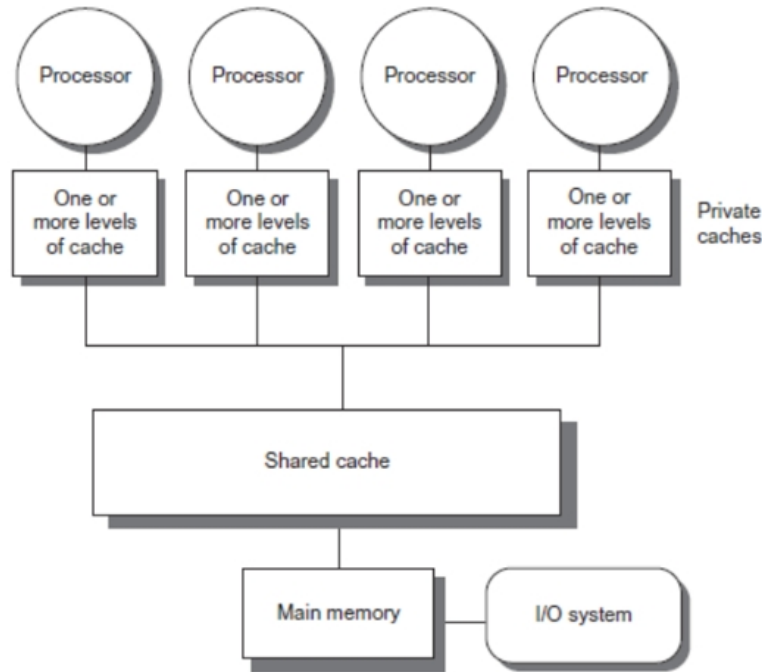 Processor
Processor
Processor
Processor
One or
more levels
of cache
One or
more levels
of cache
One or
more levels
of cache
One or
more levels
of cache
Private
caches
Shared cache
Main memory
I/O system